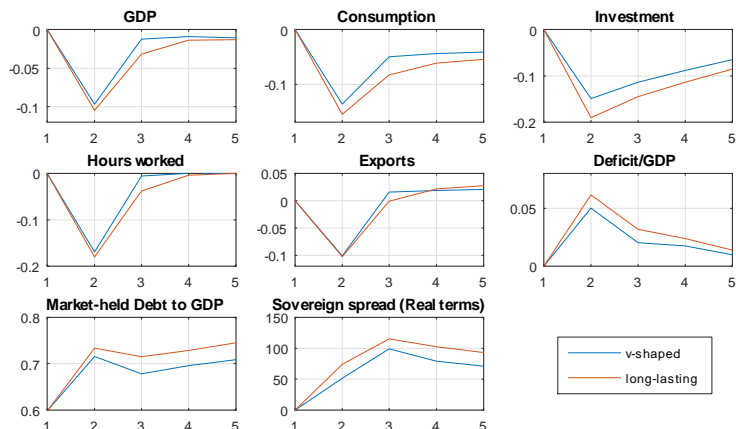 GDP
0
-0.05
-0.1
1 2 3 4 5
Consumption
0
-0.1
1 2 3 4 5
Investment
0
-0.1
-0.2
1 2 3 4 5
Hours worked
0
-0.1
-0.2
1 2 3 4 5
Exports
0.05
0
-0.05
-0.1
1 2 3 4 5
Deficit/GDP
0.05
0
1 2 3 4 5
Market-held Debt to GDP
0.8
0.7
0.6
1 2 3 4 5
Sovereign spread (Real terms)
150
100
50
0
1 2 3 4 5
v-shaped
long-lasting